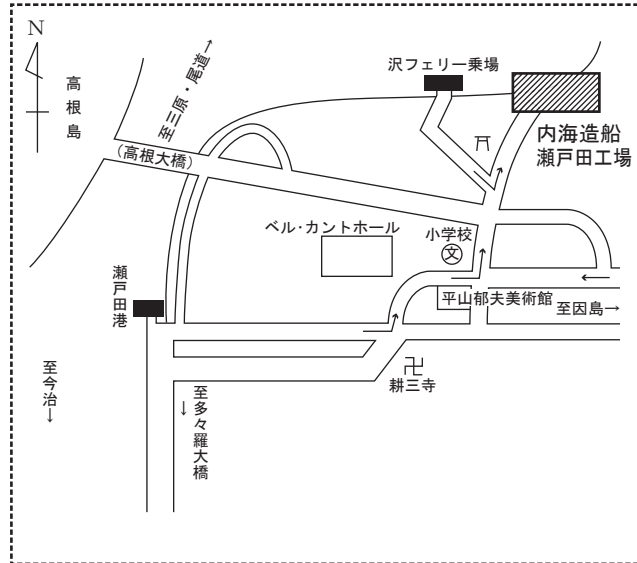 N
高根島
至三原・尾道→
(高根大橋)
沢フェリー乗場
内海造船
瀬戸田工場
ベル・カントホール
小学校
文
平山郁夫美術館
至因島→
瀬戸田港
耕三寺
至今治→
至多々羅大橋→